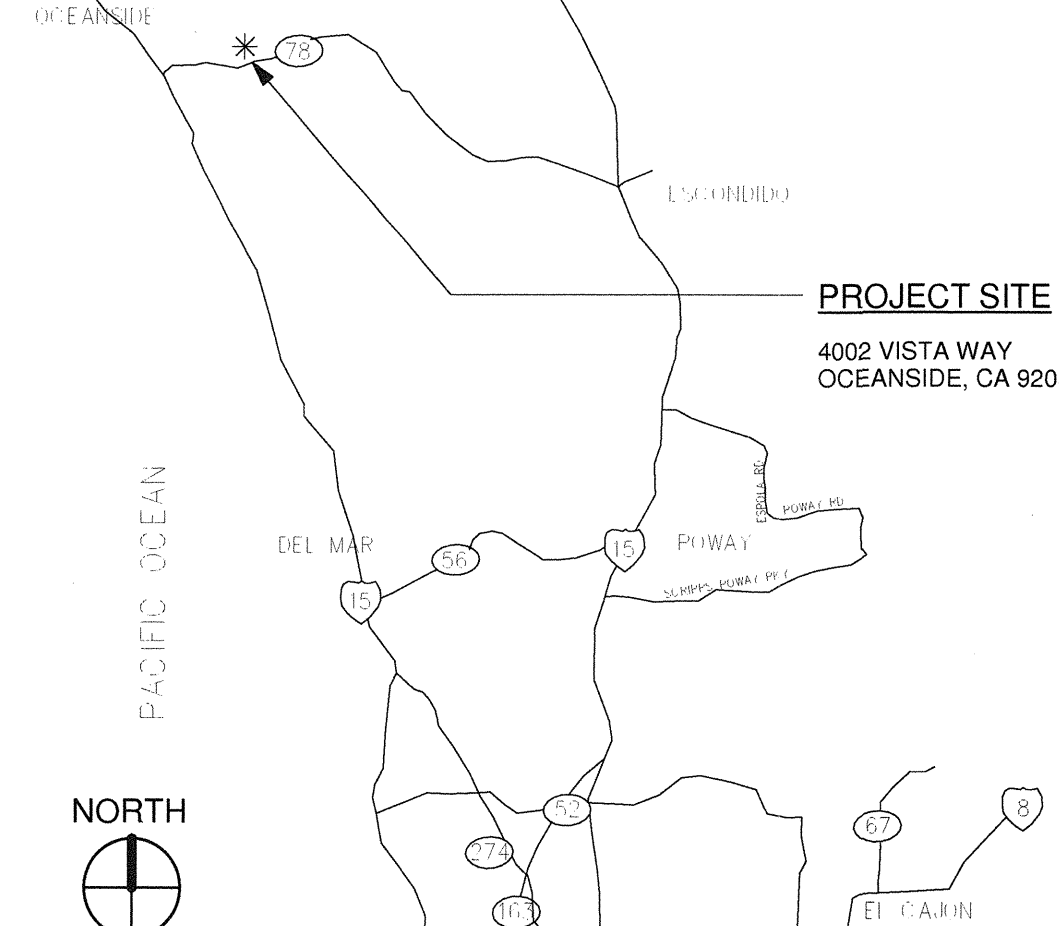 OCEANSIDE
78
ESCONDIDO
PROJECT SITE
4002 VISTA WAY
OCEANSIDE, CA 920
PACIFIC OCEAN
ESPOLA RD
POWAY RD
DEL MAR
56
15
POWAY
15
SCRIPPS POWAY PKY
NORTH
52
67
8
274
163
EL CAJON